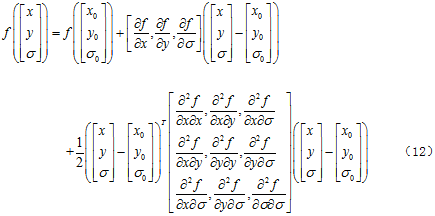 f([x y σ]) = f([x₀ y₀ σ₀]) + [∂f/∂x, ∂f/∂y, ∂f/∂σ]([x y σ] − [x₀ y₀ σ₀])
+ 1/2 ([x y σ] − [x₀ y₀ σ₀])ᵀ [∂²f/∂x∂x, ∂²f/∂x∂y, ∂²f/∂x∂σ; ∂²f/∂x∂y, ∂²f/∂y∂y, ∂²f/∂y∂σ; ∂²f/∂x∂σ, ∂²f/∂y∂σ, ∂²f/∂σ∂σ] ([x y σ] − [x₀ y₀ σ₀]) (12)